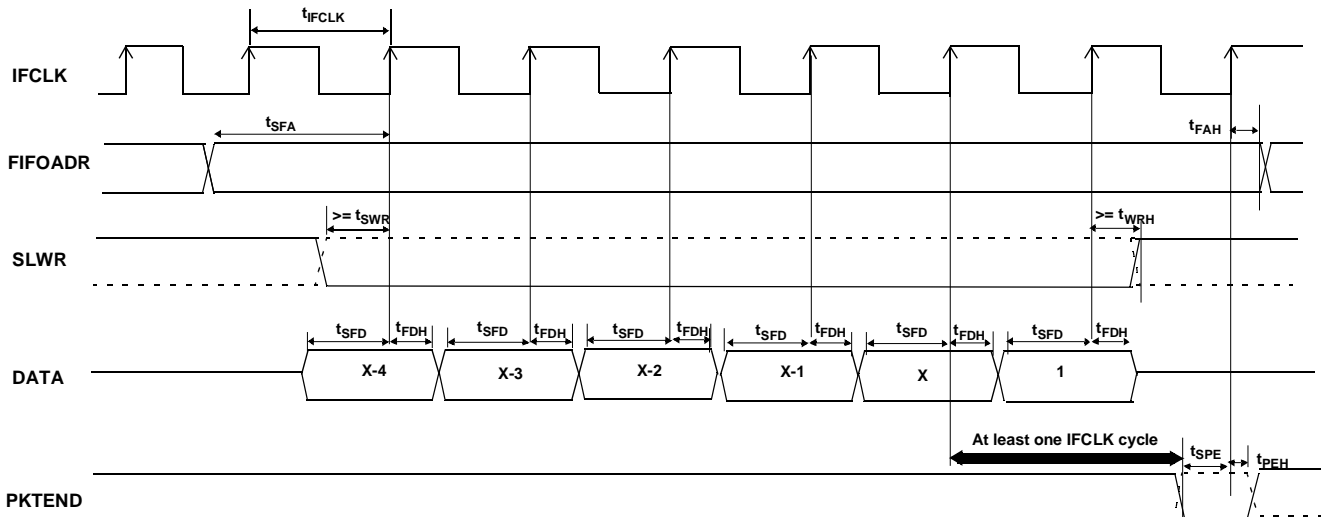 tIFCLK
IFCLK
tSFA
tFAH
FIFOADR
>= tSWR
>= tWRH
SLWR
tSFD tFDH tSFD tFDH tSFD tFDH tSFD tFDH tSFD tFDH tSFD tFDH
DATA X-4 X-3 X-2 X-1 X 1
At least one IFCLK cycle
tSPE
tPEH
PKTEND